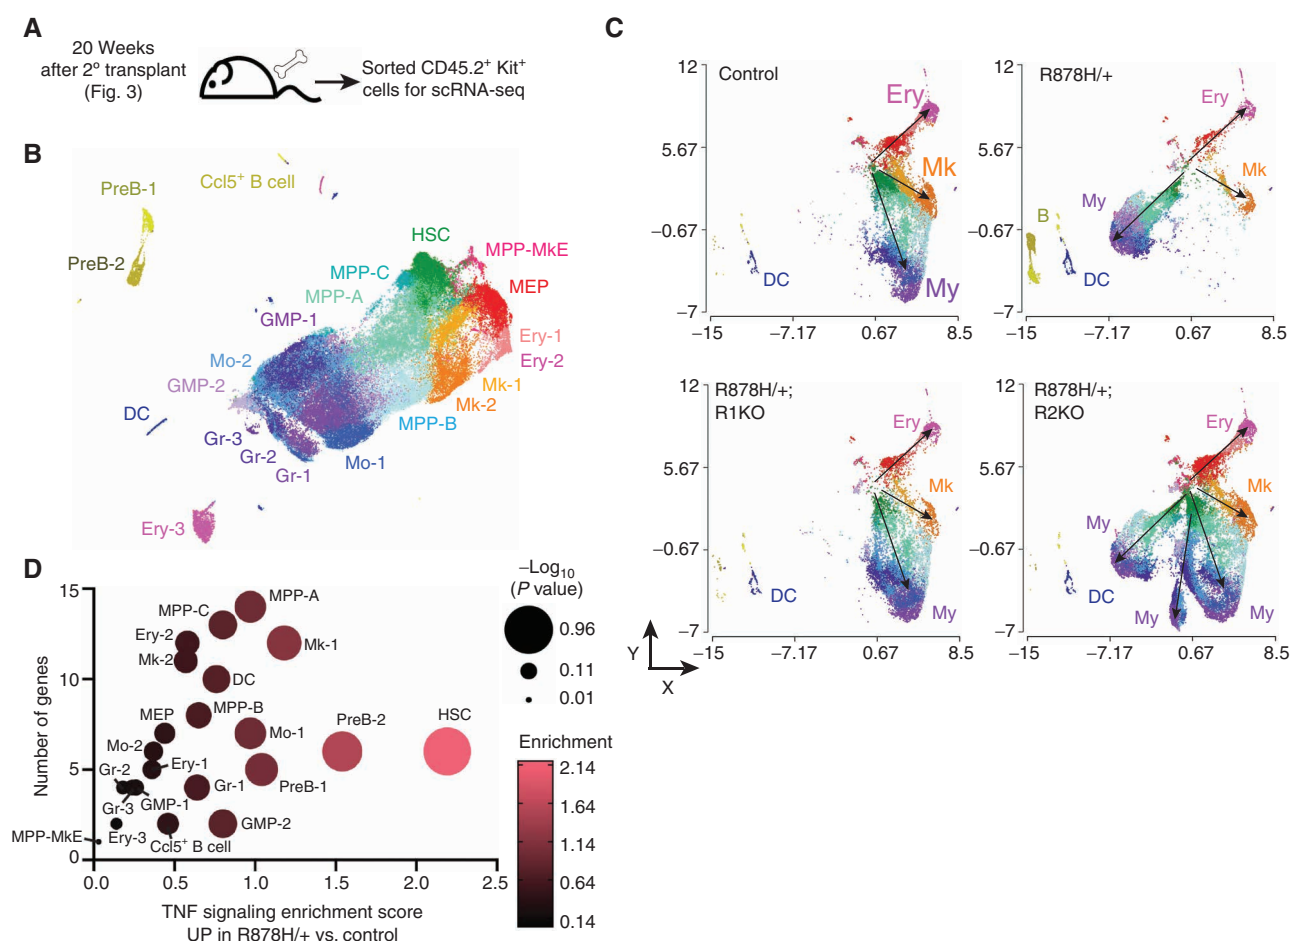 A
20 Weeks
after 2º transplant
(Fig. 3)
Sorted CD45.2⁺ Kit⁺
cells for scRNA-seq
B
PreB-1
Ccl5⁺ B cell
PreB-2
HSC
MPP-MkE
MPP-C
MPP-A
MEP
GMP-1
Ery-1
Mo-2
Ery-2
GMP-2
Mk-1
Mk-2
DC
MPP-B
Gr-3
Gr-2
Gr-1
Mo-1
Ery-3
C
Control
12
5.67
−0.67
−7
−15
−7.17
0.67
8.5
Ery
Mk
My
DC
R878H/+
12
5.67
−0.67
−7
−15
−7.17
0.67
8.5
Ery
Mk
My
B
DC
R878H/+;
R1KO
12
5.67
−0.67
−7
−15
−7.17
0.67
8.5
Ery
Mk
DC
My
Y
X
R878H/+;
R2KO
12
5.67
−0.67
−7
−15
−7.17
0.67
8.5
Ery
Mk
My
DC
My
My
D
Number of genes
15
10
5
0
0.0
0.5
1.0
1.5
2.0
2.5
TNF signaling enrichment score
UP in R878H/+ vs. control
MPP-A
MPP-C
Ery-2
Mk-1
Mk-2
DC
MPP-B
MEP
Mo-1
PreB-2
HSC
Mo-2
Ery-1
Gr-2
Gr-1
PreB-1
GMP-1
Gr-3
GMP-2
MPP-MkE
Ery-3
Ccl5⁺ B cell
−Log₁₀
(P value)
0.96
0.11
0.01
Enrichment
2.14
1.64
1.14
0.64
0.14